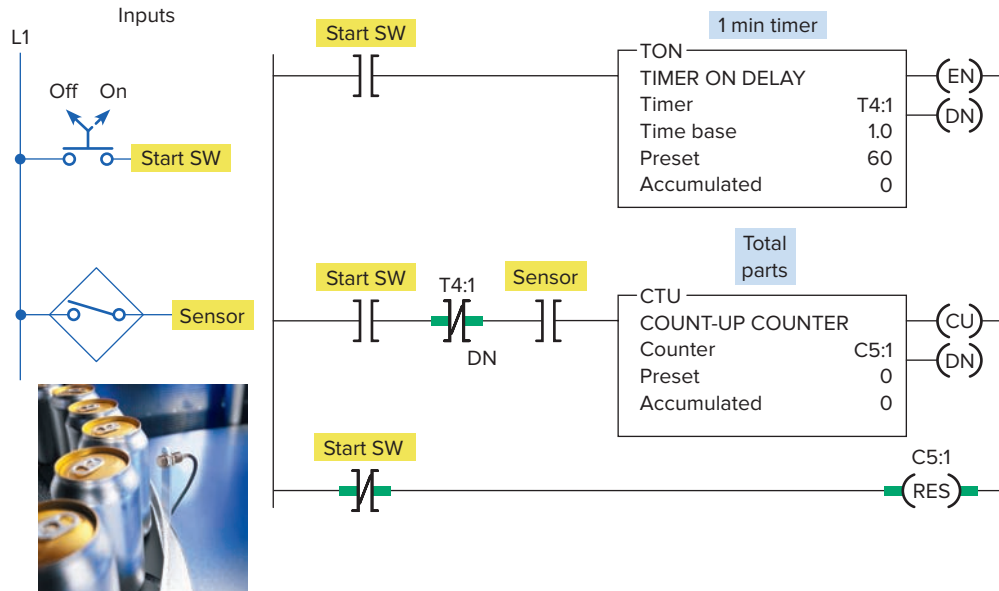 Inputs
L1
Off On
Start SW
Sensor
Start SW
1 min timer
TON
TIMER ON DELAY
Timer T4:1
Time base 1.0
Preset 60
Accumulated 0
EN
DN
Start SW
T4:1
DN
Sensor
Total
parts
CTU
COUNT-UP COUNTER
Counter C5:1
Preset 0
Accumulated 0
CU
DN
Start SW
C5:1
RES